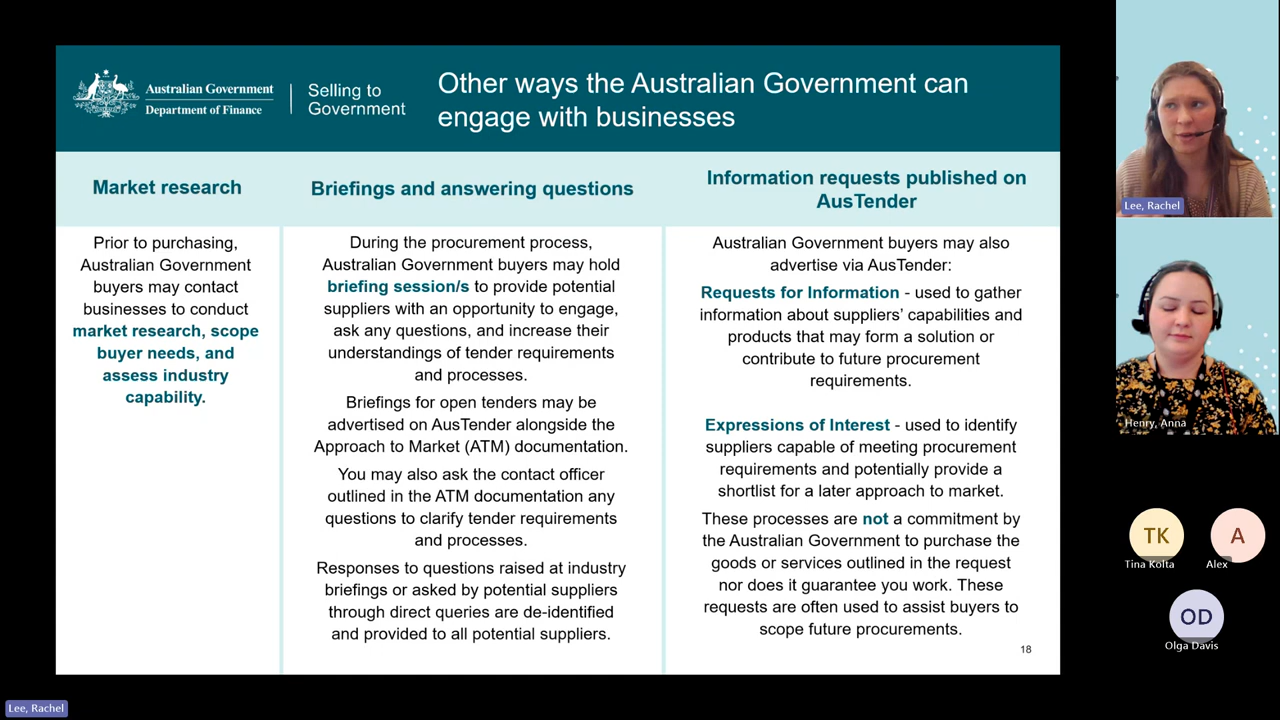 Australian Government
Department of Finance
Selling to
Government
Other ways the Australian Government can
engage with businesses
Market research
Prior to purchasing,
Australian Government
buyers may contact
businesses to conduct
market research, scope
buyer needs, and
assess industry
capability.
Briefings and answering questions
During the procurement process,
Australian Government buyers may hold
briefing session/s to provide potential
suppliers with an opportunity to engage,
ask any questions, and increase their
understandings of tender requirements
and processes.
Briefings for open tenders may be
advertised on AusTender alongside the
Approach to Market (ATM) documentation.
You may also ask the contact officer
outlined in the ATM documentation any
questions to clarify tender requirements
and processes.
Responses to questions raised at industry
briefings or asked by potential suppliers
through direct queries are de-identified
and provided to all potential suppliers.
Information requests published on
AusTender
Australian Government buyers may also
advertise via AusTender:
Requests for Information - used to gather
information about suppliers’ capabilities and
products that may form a solution or
contribute to future procurement
requirements.
Expressions of Interest - used to identify
suppliers capable of meeting procurement
requirements and potentially provide a
shortlist for a later approach to market.
These processes are not a commitment by
the Australian Government to purchase the
goods or services outlined in the request
nor does it guarantee you work. These
requests are often used to assist buyers to
scope future procurements.
18
Lee, Rachel
Henry, Anna
TK
Tina Kolta
A
Alex
OD
Olga Davis
Lee, Rachel